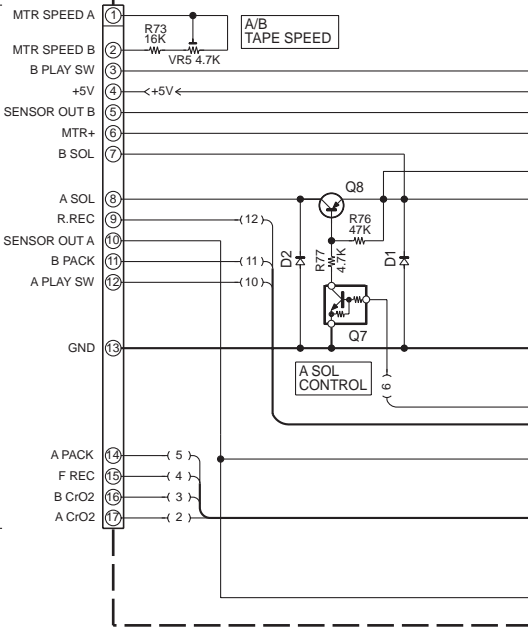 MTR SPEED A 1
A/B
TAPE SPEED
R73
16K
MTR SPEED B 2
VR5 4.7K
B PLAY SW 3
+5V 4 +5V
SENSOR OUT B 5
MTR+ 6
B SOL 7
Q8
A SOL 8
R.REC 9 12
R76
47K
SENSOR OUT A 10
B PACK 11 11
D2
R77
4.7K
D1
A PLAY SW 12 10
Q7
GND 13
A SOL
CONTROL
6
A PACK 14 5
F REC 15 4
B CrO2 16 3
A CrO2 17 2